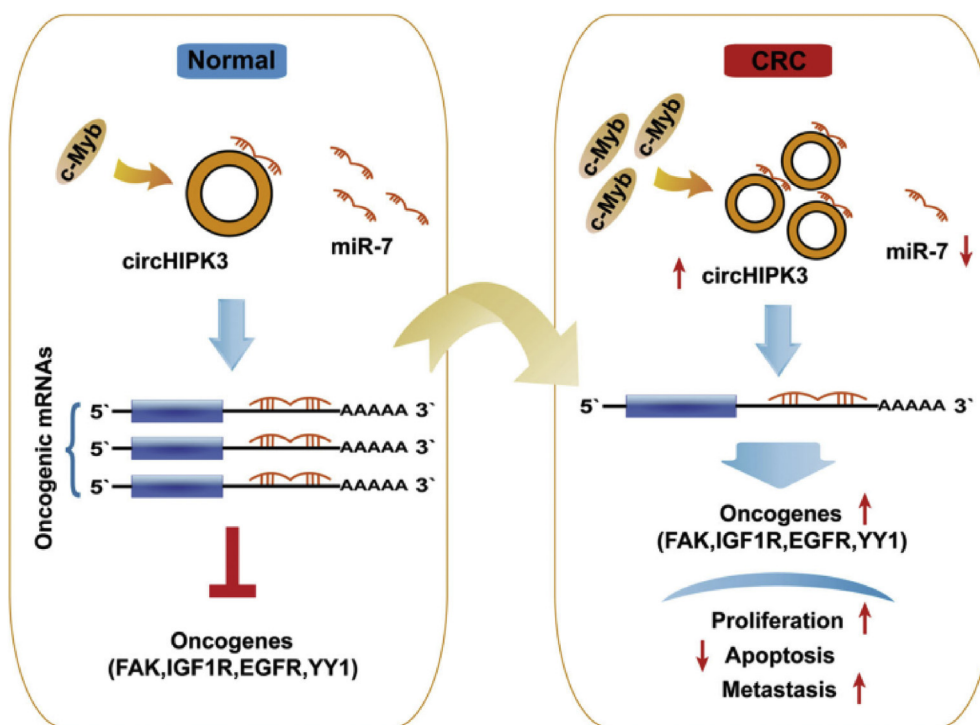 Normal
c-Myb
circHIPK3
miR-7
Oncogenic mRNAs
5` AAAAA 3`
5` AAAAA 3`
5` AAAAA 3`
Oncogenes
(FAK,IGF1R,EGFR,YY1)
CRC
c-Myb
c-Myb
c-Myb
circHIPK3
miR-7
5` AAAAA 3`
Oncogenes
(FAK,IGF1R,EGFR,YY1)
Proliferation
Apoptosis
Metastasis